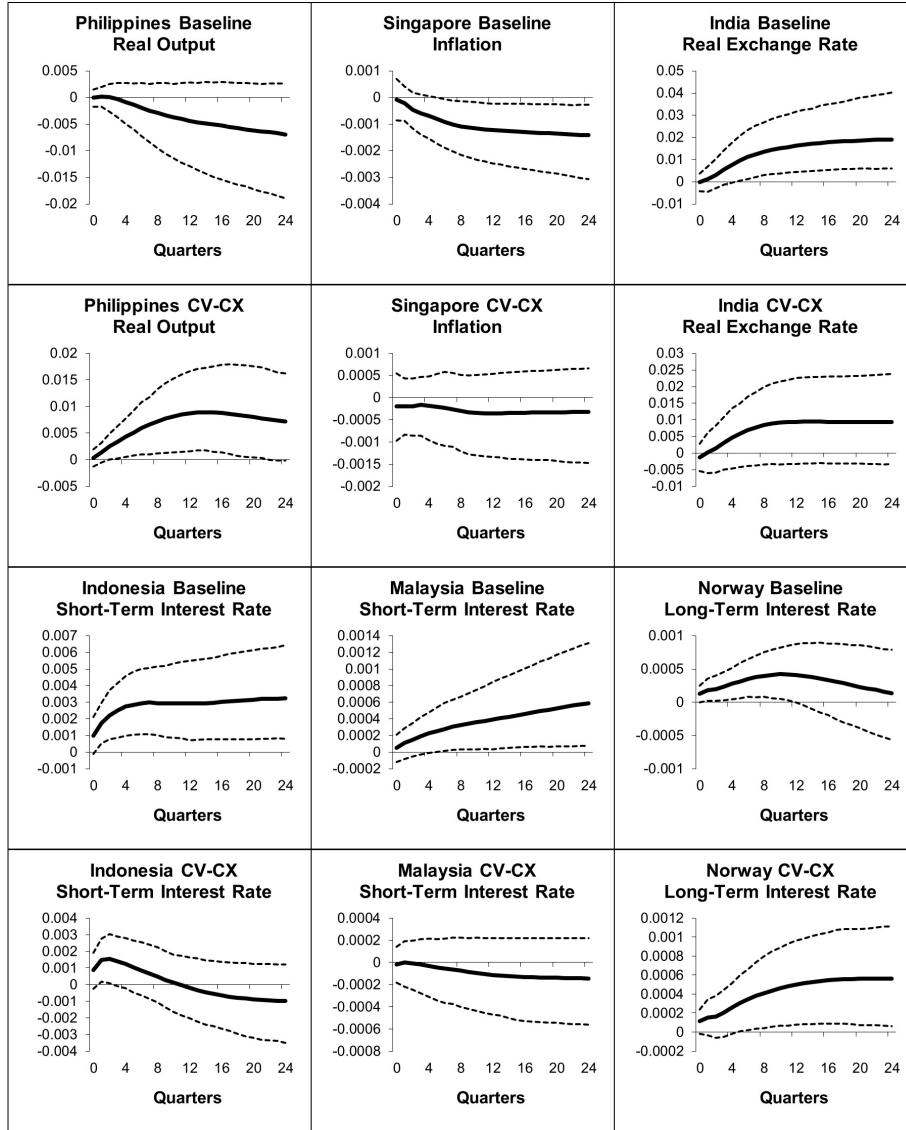 Philippines Baseline
Real Output
0.005
0
-0.005
-0.01
-0.015
-0.02
0 4 8 12 16 20 24
Quarters
Singapore Baseline
Inflation
0.001
0
-0.001
-0.002
-0.003
-0.004
0 4 8 12 16 20 24
Quarters
India Baseline
Real Exchange Rate
0.05
0.04
0.03
0.02
0.01
0
-0.01
0 4 8 12 16 20 24
Quarters
Philippines CV-CX
Real Output
0.02
0.015
0.01
0.005
0
-0.005
0 4 8 12 16 20 24
Quarters
Singapore CV-CX
Inflation
0.001
0.0005
0
-0.0005
-0.001
-0.0015
-0.002
0 4 8 12 16 20 24
Quarters
India CV-CX
Real Exchange Rate
0.03
0.025
0.02
0.015
0.01
0.005
0
-0.005
-0.01
0 4 8 12 16 20 24
Quarters
Indonesia Baseline
Short-Term Interest Rate
0.007
0.006
0.005
0.004
0.003
0.002
0.001
0
-0.001
0 4 8 12 16 20 24
Quarters
Malaysia Baseline
Short-Term Interest Rate
0.0014
0.0012
0.001
0.0008
0.0006
0.0004
0.0002
0
-0.0002
0 4 8 12 16 20 24
Quarters
Norway Baseline
Long-Term Interest Rate
0.001
0.0005
0
-0.0005
-0.001
0 4 8 12 16 20 24
Quarters
Indonesia CV-CX
Short-Term Interest Rate
0.004
0.003
0.002
0.001
0
-0.001
-0.002
-0.003
-0.004
0 4 8 12 16 20 24
Quarters
Malaysia CV-CX
Short-Term Interest Rate
0.0004
0.0002
0
-0.0002
-0.0004
-0.0006
-0.0008
0 4 8 12 16 20 24
Quarters
Norway CV-CX
Long-Term Interest Rate
0.0012
0.001
0.0008
0.0006
0.0004
0.0002
0
-0.0002
0 4 8 12 16 20 24
Quarters